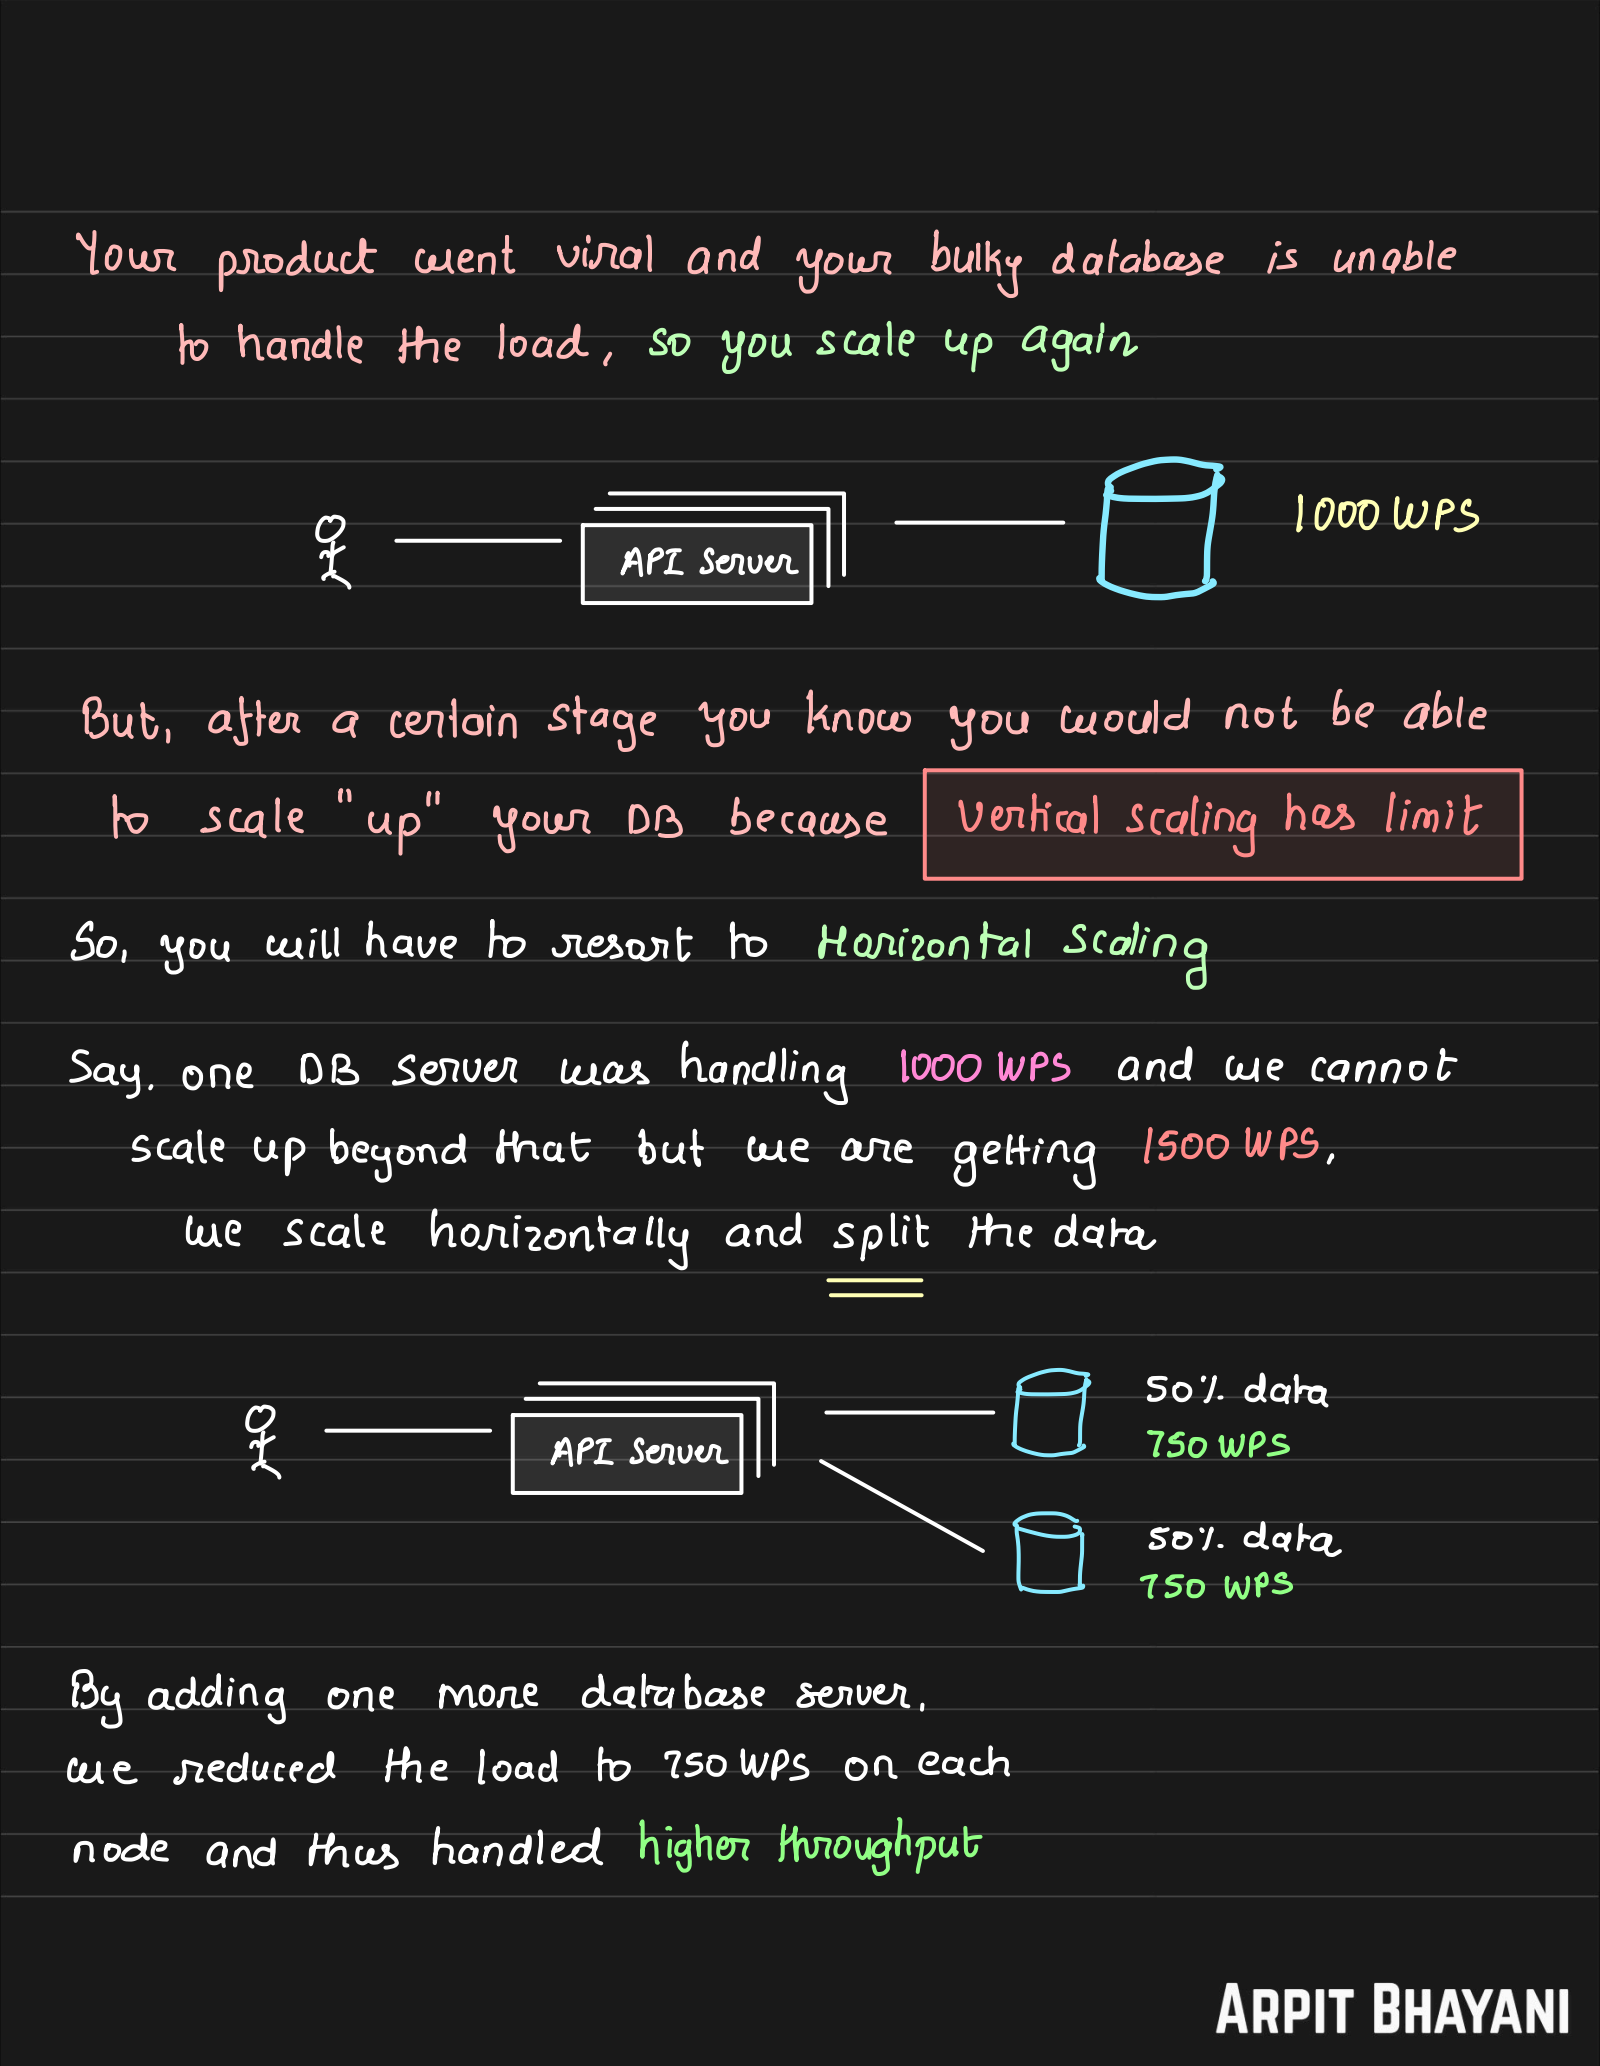 Your product went viral and your bulky database is unable
to handle the load, so you scale up again
API Server
1000 WPS
But, after a certain stage you know you would not be able
to scale "up" your DB because Vertical scaling has limit
So, you will have to resort to Horizontal Scaling
Say, one DB server was handling 1000 WPS and we cannot
scale up beyond that but we are getting 1500 WPS,
we scale horizontally and split the data
API Server
50% data
750 WPS
50% data
750 WPS
By adding one more database server,
we reduced the load to 750 WPS on each
node and thus handled higher throughput
ARPIT BHAYANI